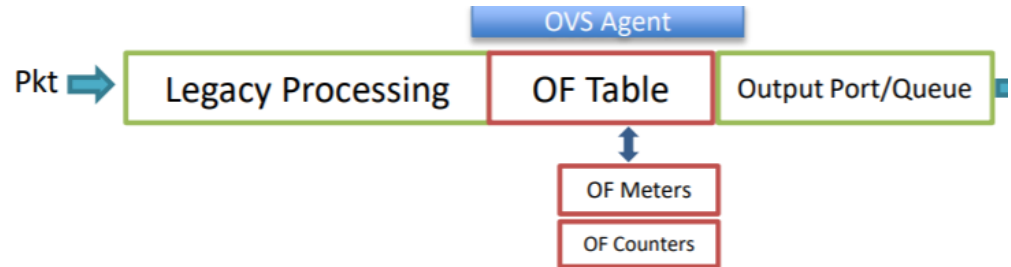 OVS Agent
Pkt
Legacy Processing
OF Table
Output Port/Queue
OF Meters
OF Counters